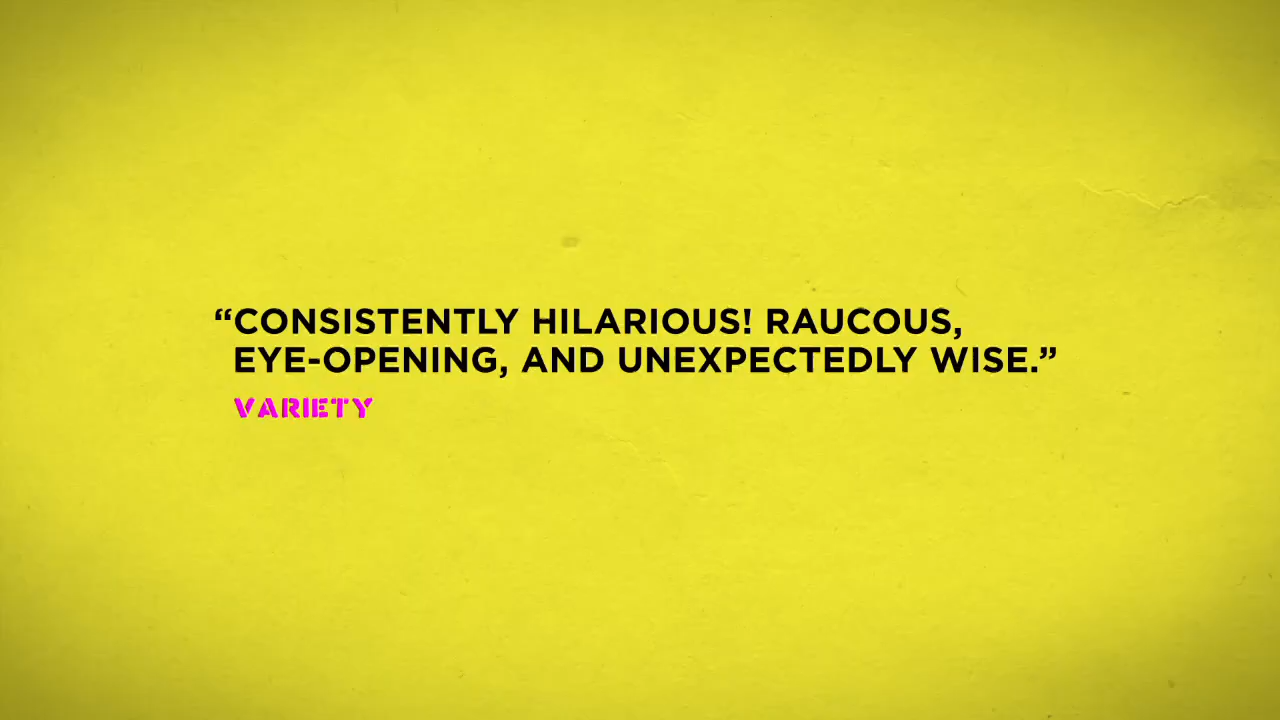 “CONSISTENTLY HILARIOUS! RAUCOUS,
EYE-OPENING, AND UNEXPECTEDLY WISE.”
VARIETY